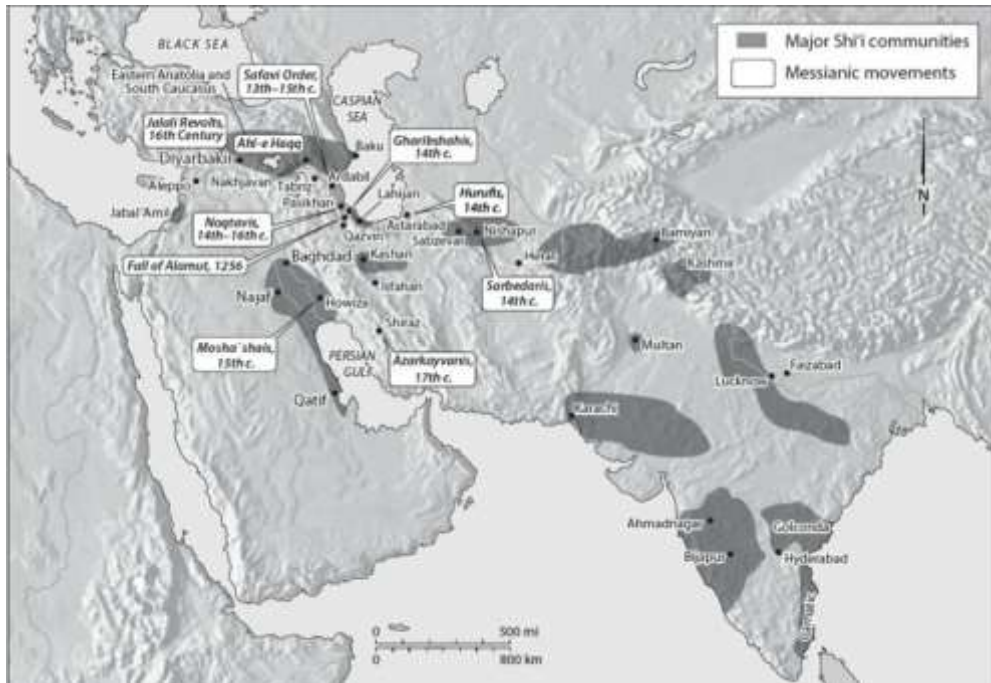 Major Shi'i communities
Messianic movements
BLACK SEA
Eastern Anatolia and
South Caucasus
Safavi Order,
13th–15th c.
CASPIAN
SEA
Jalali Revolts,
16th Century
Ahl-e Haqq
Gharibshahis,
14th c.
Baku
Diyarbakir
Aleppo
Nakhjavan
Tabriz
Ardabil
Pasikhan
Lahijan
Hurufis,
14th c.
Jabal'Amil
Noqtavis,
14th–16th c.
Qazvin
Astarabad
Sabzevar
Nishapur
Bamiyan
Fall of Alamut, 1256
Baghdad
Kashan
Herat
Kashmir
Sarbedaris,
14th c.
Isfahan
Najaf
Howiza
Shiraz
Multan
Mosha'shais,
15th c.
PERSIAN
GULF
Azarkayvanis,
17th c.
Faizabad
Lucknow
Qatif
Karachi
Ahmadnagar
Golconda
Bijapur
Hyderabad
N
0 500 mi
0 800 km